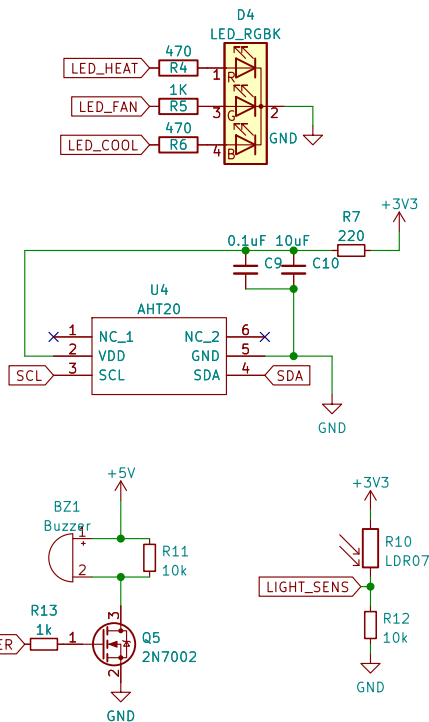 D4
LED_RGBK
470
LED_HEAT
R4
1
R
1K
LED_FAN
R5
3
G
2
470
GND
LED_COOL
R6
4
B
R7
+3V3
220
0.1uF
10uF
C9
C10
U4
AHT20
1
NC_1
NC_2
6
2
VDD
GND
5
SCL
3
SCL
SDA
4
SDA
GND
+5V
+3V3
BZ1
Buzzer
1
+
R11
10k
2
R10
LDR07
LIGHT_SENS
R13
1k
3
R12
10k
ER
1
Q5
2N7002
2
GND
GND